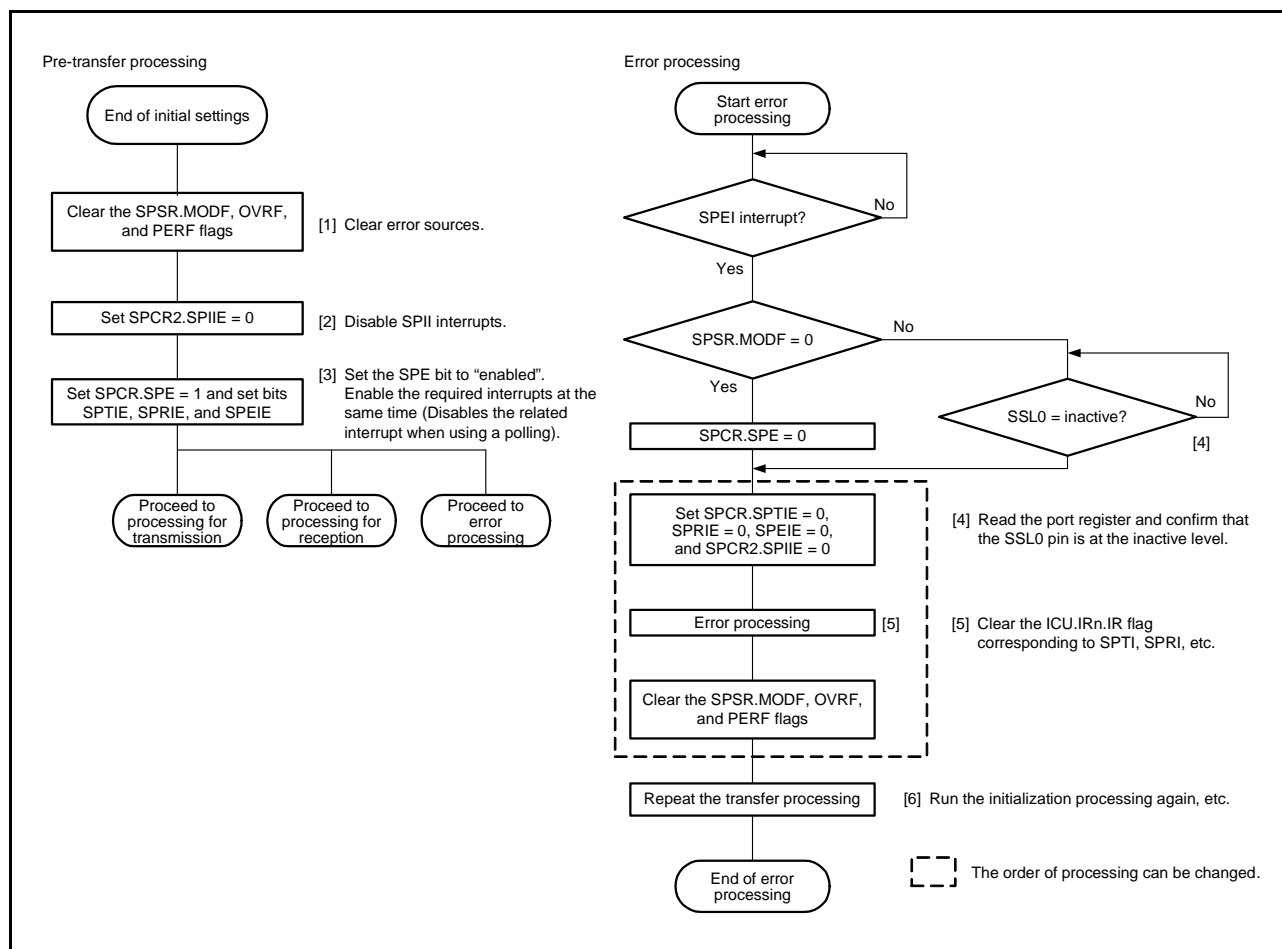 Pre-transfer processing
End of initial settings
Clear the SPSR.MODF, OVRF,
and PERF flags
[1] Clear error sources.
Set SPCR2.SPIIE = 0
[2] Disable SPII interrupts.
Set SPCR.SPE = 1 and set bits
SPTIE, SPRIE, and SPEIE
[3] Set the SPE bit to “enabled”.
Enable the required interrupts at the
same time (Disables the related
interrupt when using a polling).
Proceed to
processing for
transmission
Proceed to
processing for
reception
Proceed to
error
processing
Error processing
Start error
processing
SPEI interrupt?
No
Yes
SPSR.MODF = 0
No
Yes
SSL0 = inactive?
No
[4]
SPCR.SPE = 0
Set SPCR.SPTIE = 0,
SPRIE = 0, SPEIE = 0,
and SPCR2.SPIIE = 0
[4] Read the port register and confirm that
the SSL0 pin is at the inactive level.
Error processing
[5]
[5] Clear the ICU.IRn.IR flag
corresponding to SPTI, SPRI, etc.
Clear the SPSR.MODF, OVRF,
and PERF flags
Repeat the transfer processing
[6] Run the initialization processing again, etc.
End of error
processing
The order of processing can be changed.